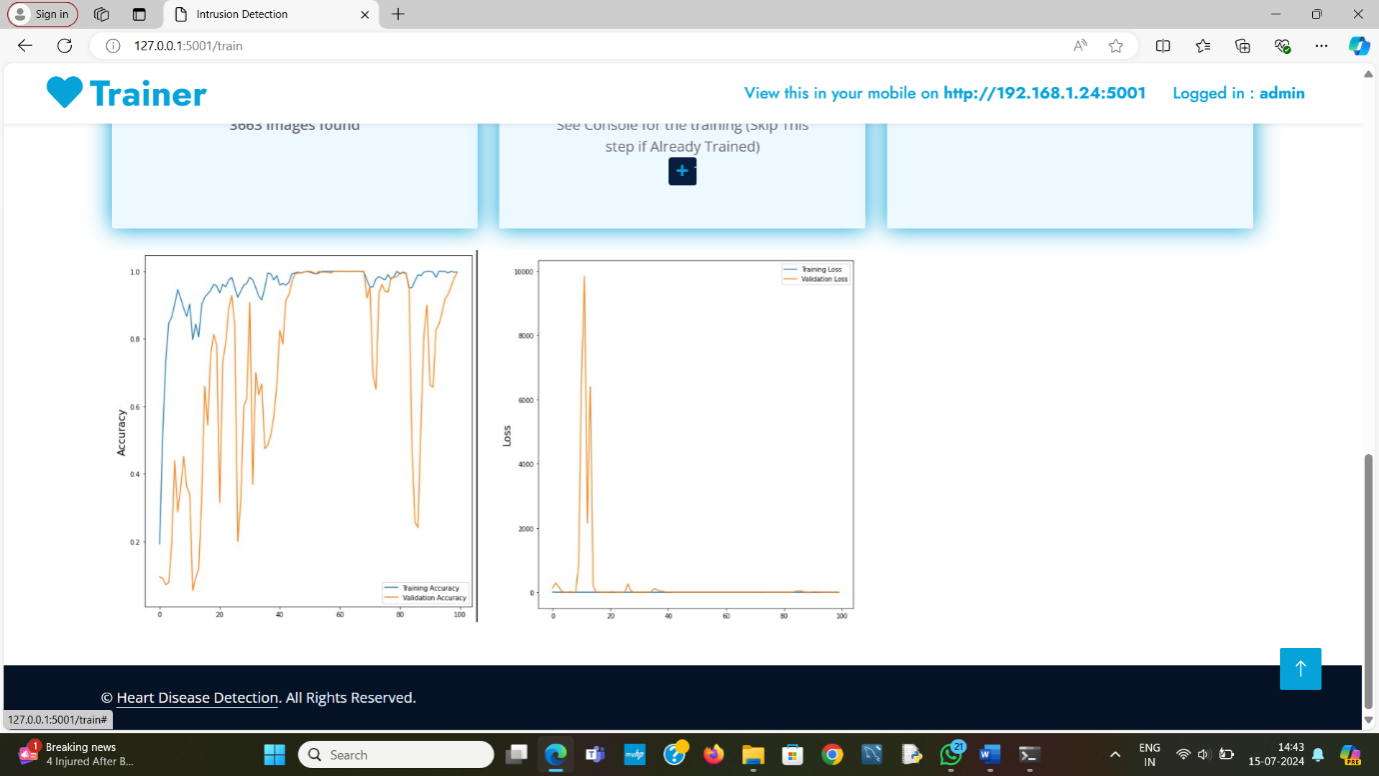 Sign in
Intrusion Detection
127.0.0.1:5001/train
Trainer
View this in your mobile on http://192.168.1.24:5001
Logged in : admin
3663 Images found
See Console for the training (Skip This
step if Already Trained)
+
1.0
0.8
0.6
0.4
0.2
Accuracy
0 20 40 60 80 100
Training Accuracy
Validation Accuracy
10000
8000
6000
4000
2000
0
Loss
0 20 40 60 80 100
Training Loss
Validation Loss
© Heart Disease Detection. All Rights Reserved.
127.0.0.1:5001/train#
1
Breaking news
4 Injured After B...
Search
21
ENG
IN
14:43
15-07-2024
PRE